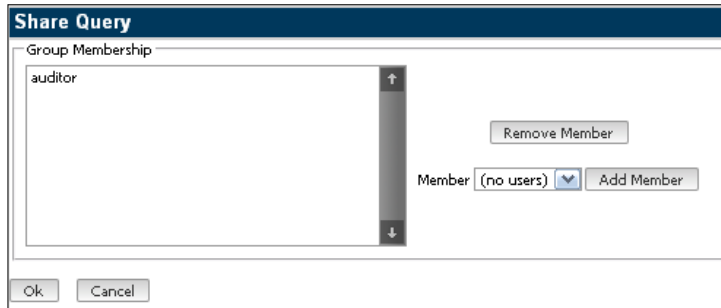 Share Query
Group Membership
auditor
Remove Member
Member (no users) Add Member
Ok Cancel